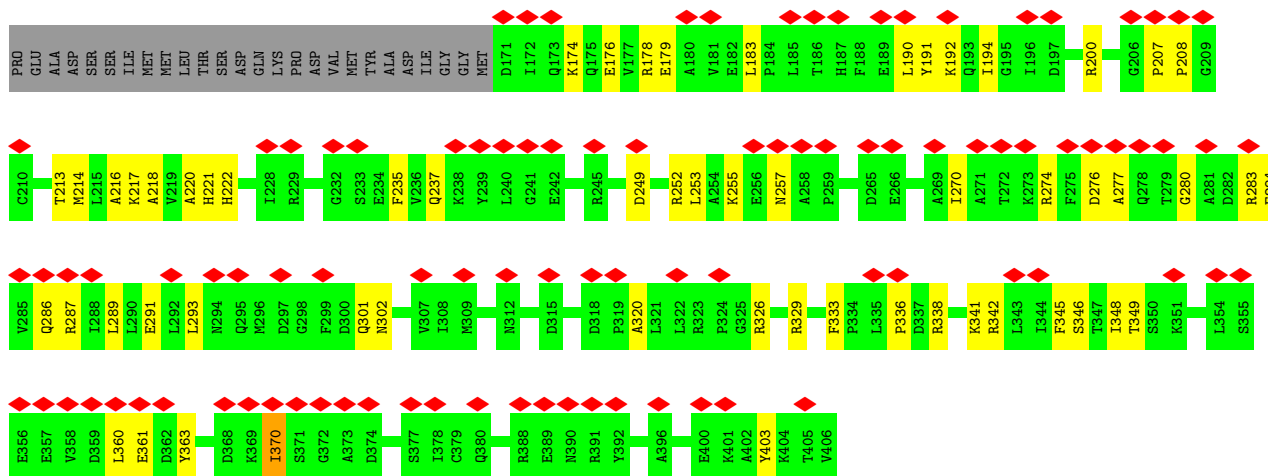 PRO GLU ALA ASP SER SER ILE MET MET LEU THR SER ASP GLN LYS PRO ASP VAL MET TYR ALA ASP ILE GLY GLY MET D171 I172 Q173 K174 Q175 E176 V177 R178 E179 A180 V181 E182 L183 P184 L185 T186 H187 F188 E189 L190 Y191 K192 Q193 I194 G195 I196 D197 R200 G206 P207 P208 G209
C210 T213 M214 L215 A216 K217 A218 V219 A220 H221 H222 I228 R229 G232 S233 E234 F235 V236 Q237 K238 Y239 L240 G241 E242 R245 D249 R252 L253 A254 K255 E256 N257 A258 P259 D265 E266 A269 I270 A271 T272 K273 R274 F275 D276 A277 Q278 T279 G280 A281 D282 R283 E284
V285 Q286 R287 I288 L289 L290 E291 L292 L293 N294 Q295 M296 D297 G298 F299 D300 Q301 N302 V307 I308 M309 N312 D315 D318 P319 A320 L321 L322 R323 P324 G325 R326 R329 F333 P334 L335 P336 D337 R338 K341 R342 L343 I344 F345 S346 T347 I348 T349 S350 K351 L354 S355
E356 E357 V358 D359 L360 E361 D362 Y363 D368 K369 I370 S371 G372 A373 D374 S377 I378 C379 Q380 R388 E389 N390 R391 Y392 A396 E400 K401 A402 Y403 K404 T405 V406